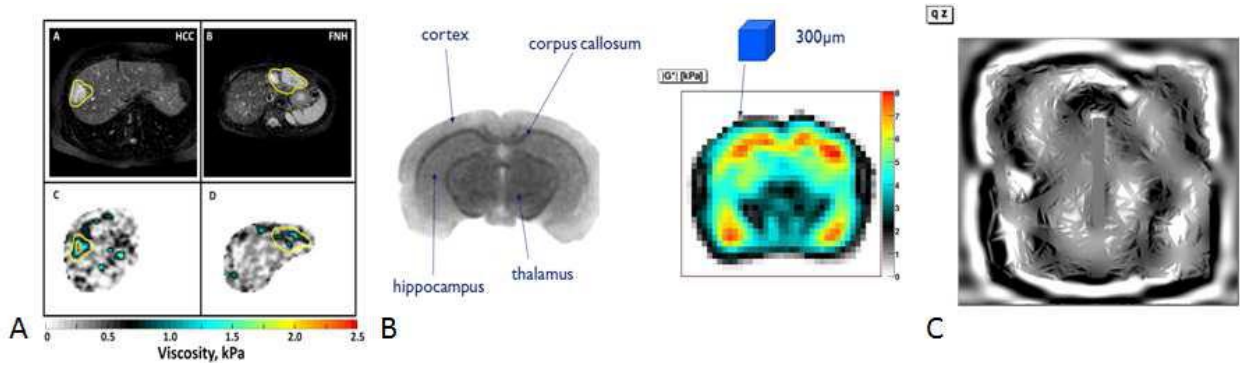 A HCC
B FNH
C
D
0 0.5 1.0 1.5 2.0 2.5
Viscosity, kPa
A
cortex
corpus callosum
hippocampus
thalamus
B
300µm
|G*| [kPa]
8
7
6
5
4
3
2
1
0
q z
C